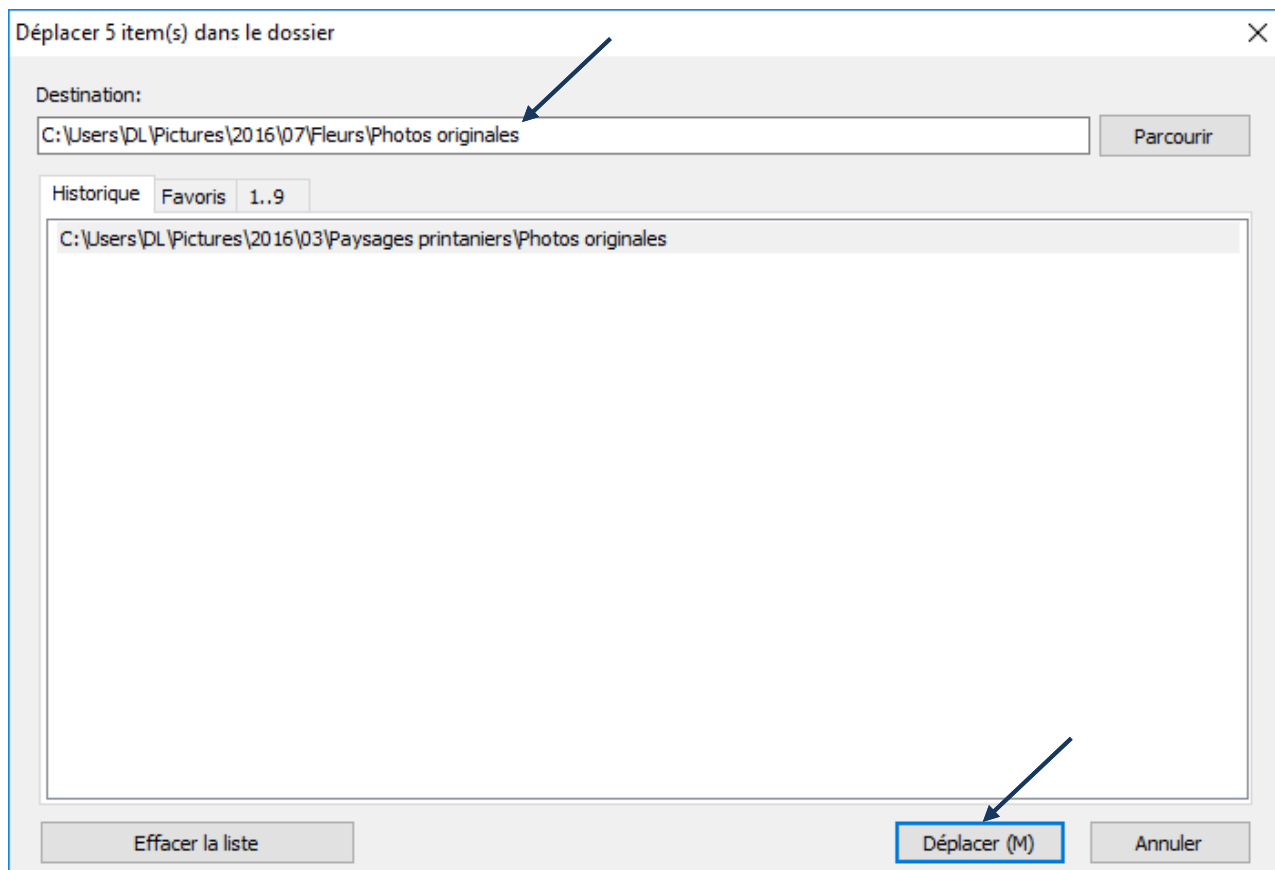 Déplacer 5 item(s) dans le dossier
Destination:
C:\Users\DL\Pictures\2016\07\Fleurs\Photos originales
Parcourir
Historique
Favoris
1..9
C:\Users\DL\Pictures\2016\03\Paysages printaniers\Photos originales
Effacer la liste
Déplacer (M)
Annuler